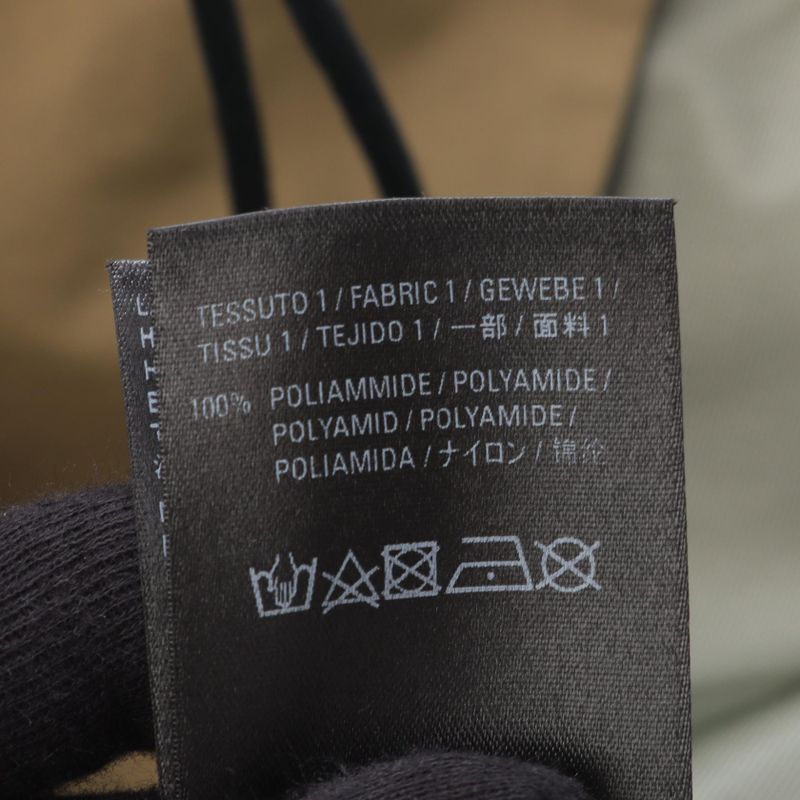 TESSUTO 1 / FABRIC 1 / GEWEBE 1 /
TISSU 1 / TEJIDO 1 / 一部 / 面料 1
100% POLIAMMIDE / POLYAMIDE /
POLYAMID / POLYAMIDE /
POLIAMIDA / ナイロン / 锦纶